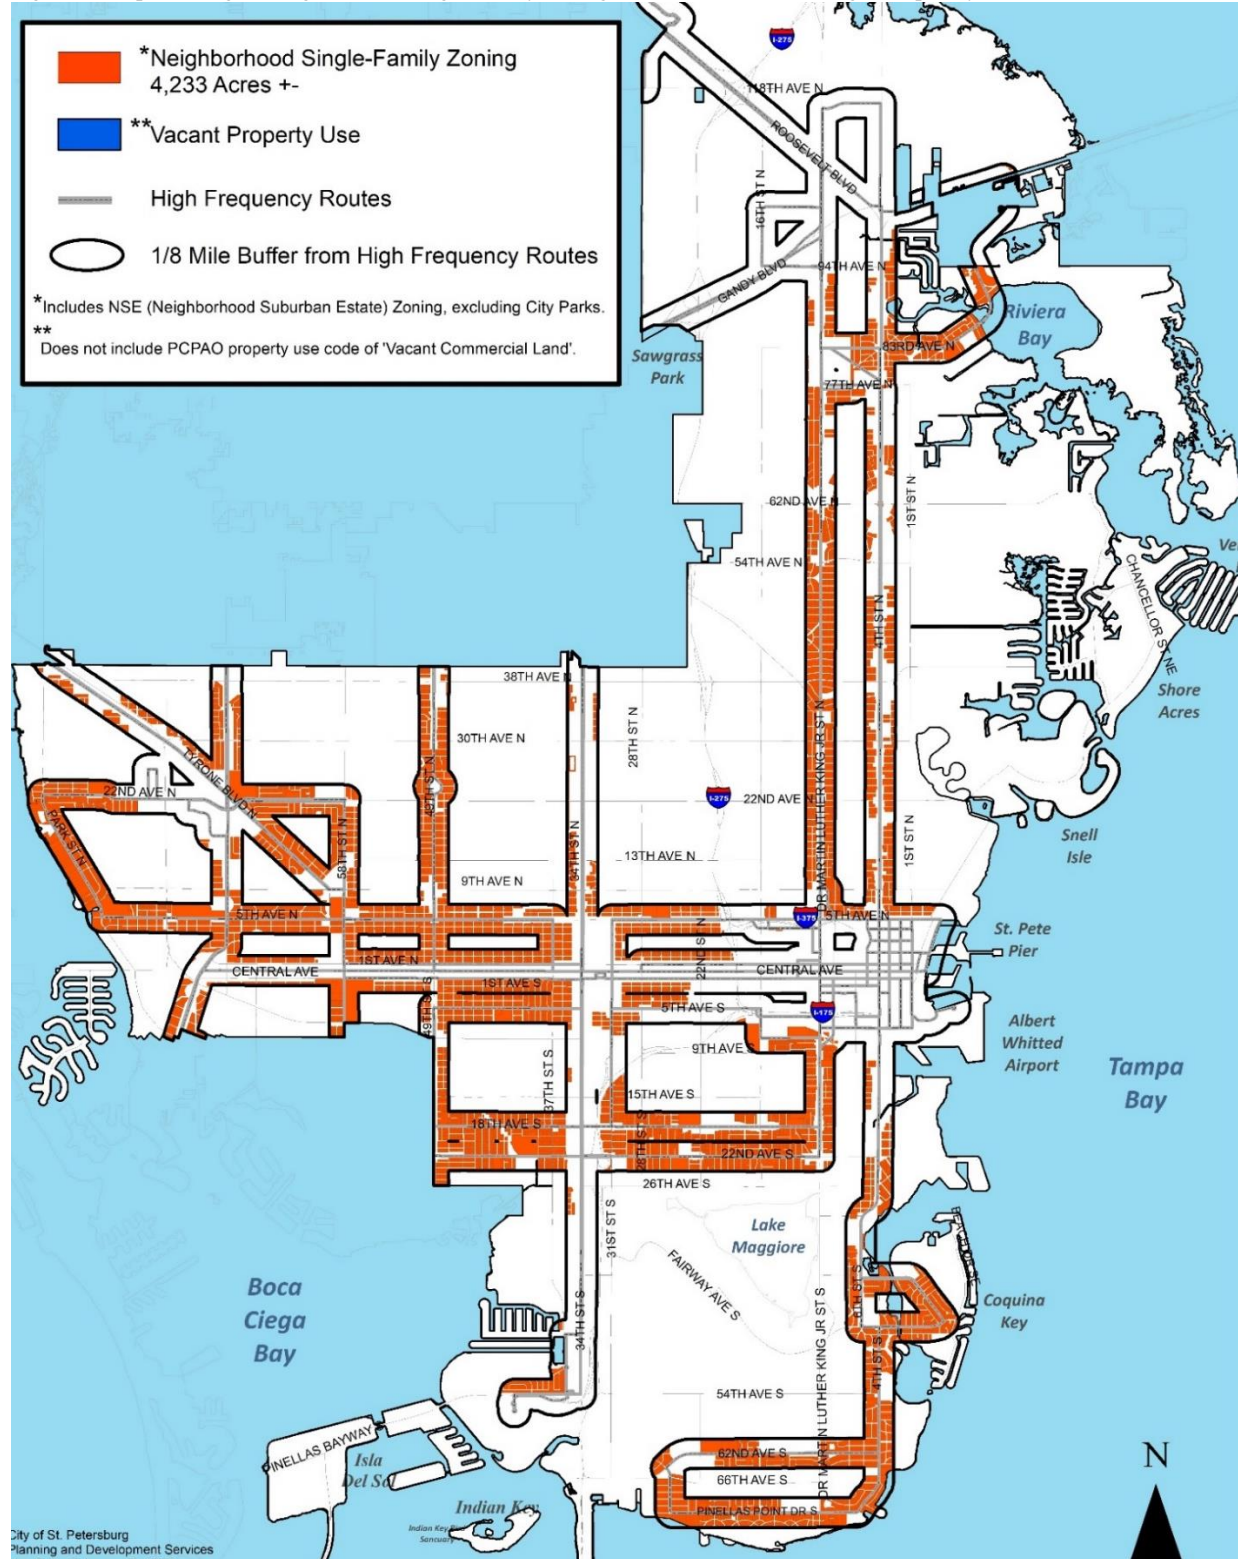 *Neighborhood Single-Family Zoning
4,233 Acres +-
**Vacant Property Use
High Frequency Routes
1/8 Mile Buffer from High Frequency Routes
*Includes NSE (Neighborhood Suburban Estate) Zoning, excluding City Parks.
**
Does not include PCPAO property use code of 'Vacant Commercial Land'.
I-275
118TH AVE N
ROOSEVELT BLVD
16TH ST N
94TH AVE N
GANDY BLVD
Riviera
Bay
Sawgrass
Park
83RD AVE N
77TH AVE N
62ND AVE N
1ST ST N
54TH AVE N
CHANCELLOR ST NE
4TH ST N
38TH AVE N
Shore
Acres
DR MARTIN LUTHER KING JR ST N
28TH ST N
30TH AVE N
TYRONE BLVD N
49TH ST N
22ND AVE N
I-275
22ND AVE N
PARK ST N
58TH ST N
34TH ST N
1ST ST N
Snell
Isle
13TH AVE N
9TH AVE N
5TH AVE N
I-375
5TH AVE N
St. Pete
Pier
22ND ST N
1ST AVE N
CENTRAL AVE
CENTRAL AVE
1ST AVE S
49TH ST S
5TH AVE S
I-175
Albert
Whitted
Airport
9TH AVE S
Tampa
Bay
37TH ST S
15TH AVE S
18TH AVE S
28TH ST S
22ND AVE S
26TH AVE S
31ST ST S
Lake
Maggiore
FAIRWAY AVE S
Boca
Ciega
Bay
6TH ST S
Coquina
Key
34TH ST S
DR MARTIN LUTHER KING JR ST S
4TH ST S
54TH AVE S
PINELLAS BAYWAY
62ND AVE S
Isla
Del Sol
66TH AVE S
N
Indian Key
PINELLAS POINT DR S
City of St. Petersburg
Planning and Development Services